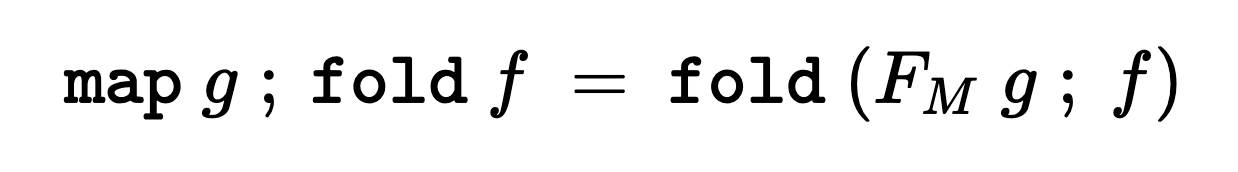 map g ; fold f = fold (F_M g ; f)